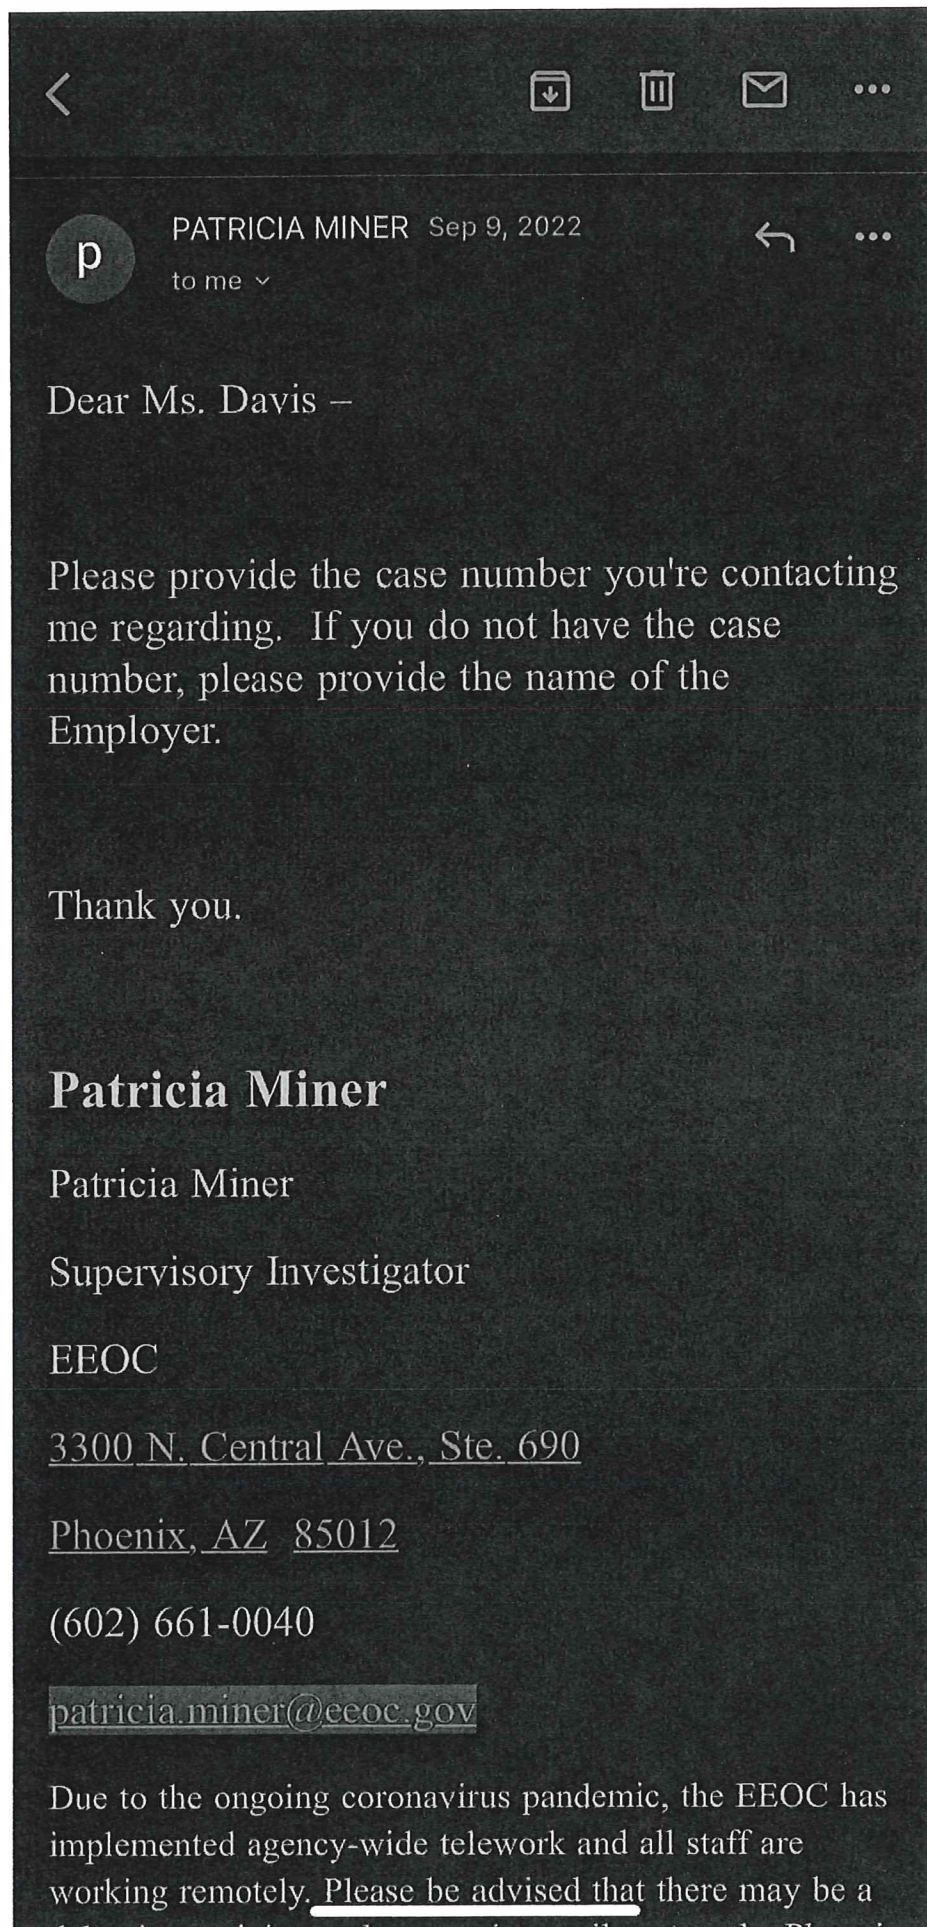 PATRICIA MINER Sep 9, 2022
p
to me
Dear Ms. Davis –
Please provide the case number you're contacting
me regarding.  If you do not have the case
number, please provide the name of the
Employer.
Thank you.
Patricia Miner
Patricia Miner
Supervisory Investigator
EEOC
3300 N. Central Ave., Ste. 690
Phoenix, AZ  85012
(602) 661-0040
patricia.miner@eeoc.gov
Due to the ongoing coronavirus pandemic, the EEOC has
implemented agency-wide telework and all staff are
working remotely. Please be advised that there may be a